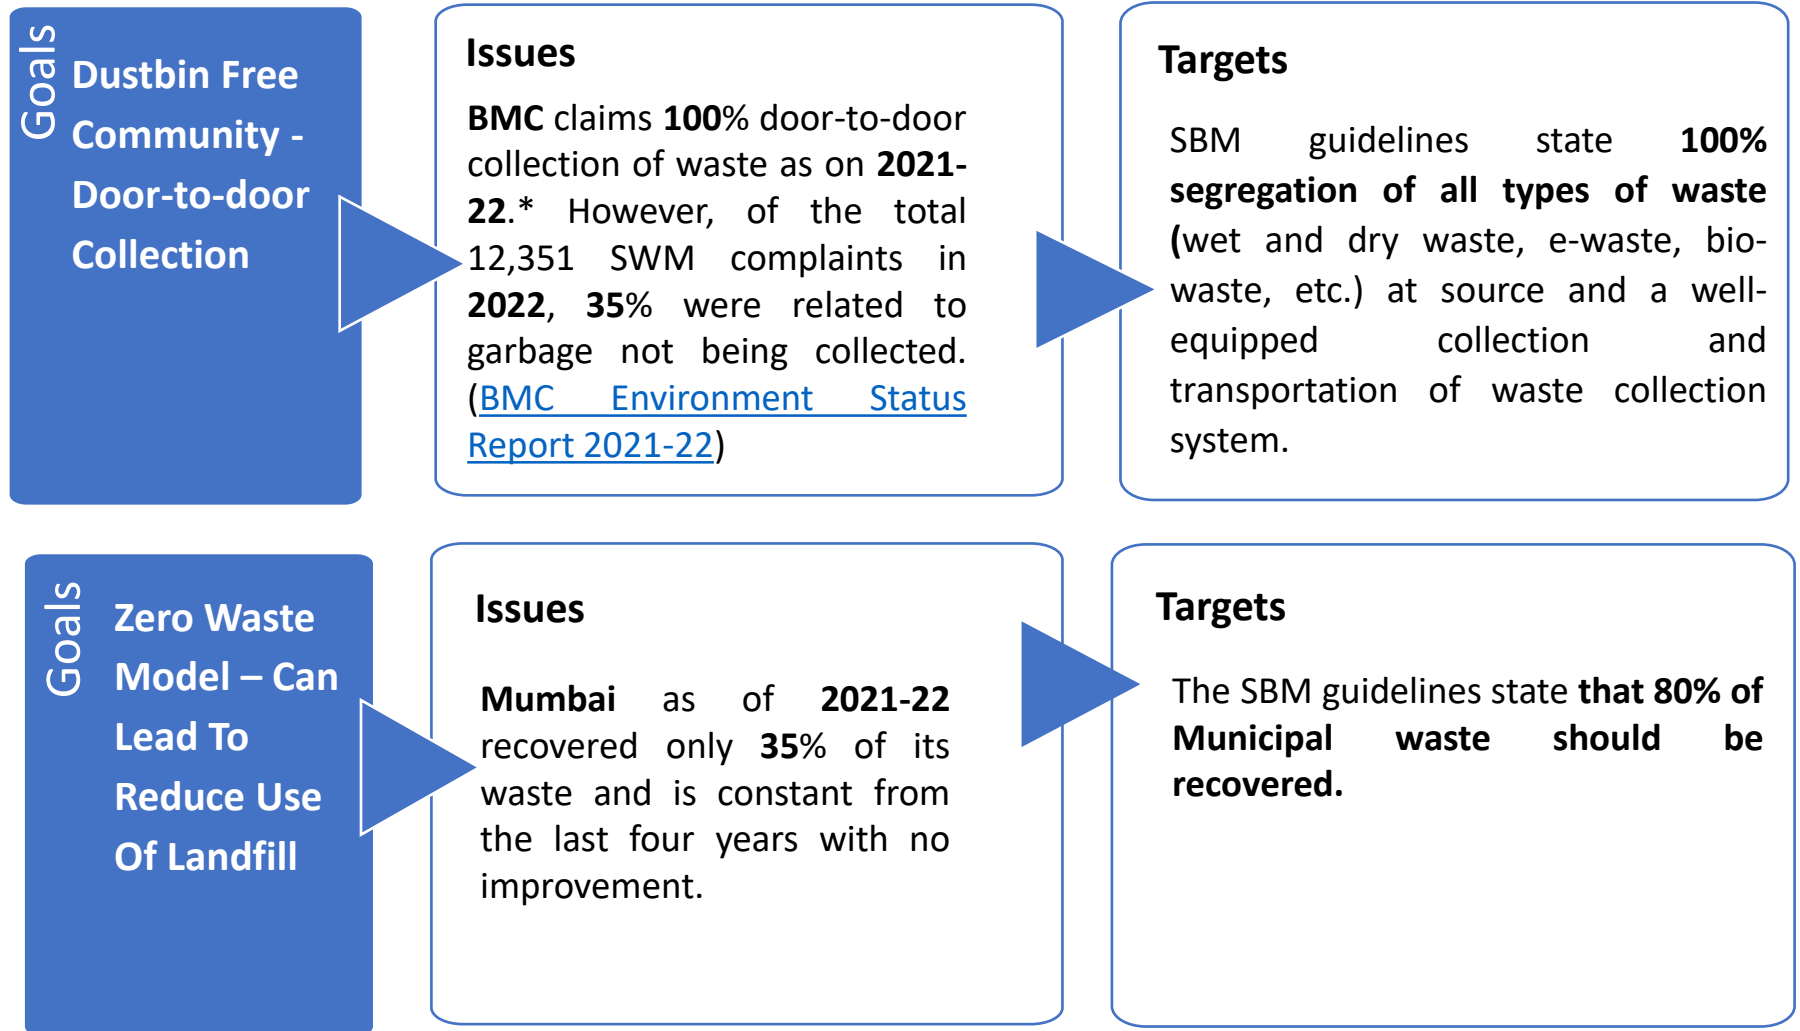 Goals
Dustbin Free
Community -
Door-to-door
Collection
Issues
BMC claims 100% door-to-door
collection of waste as on 2021-
22.* However, of the total
12,351 SWM complaints in
2022, 35% were related to
garbage not being collected.
(BMC Environment Status
Report 2021-22)
Targets
SBM guidelines state 100%
segregation of all types of waste
(wet and dry waste, e-waste, bio-
waste, etc.) at source and a well-
equipped collection and
transportation of waste collection
system.
Goals
Zero Waste
Model – Can
Lead To
Reduce Use
Of Landfill
Issues
Mumbai as of 2021-22
recovered only 35% of its
waste and is constant from
the last four years with no
improvement.
Targets
The SBM guidelines state that 80% of
Municipal waste should be
recovered.